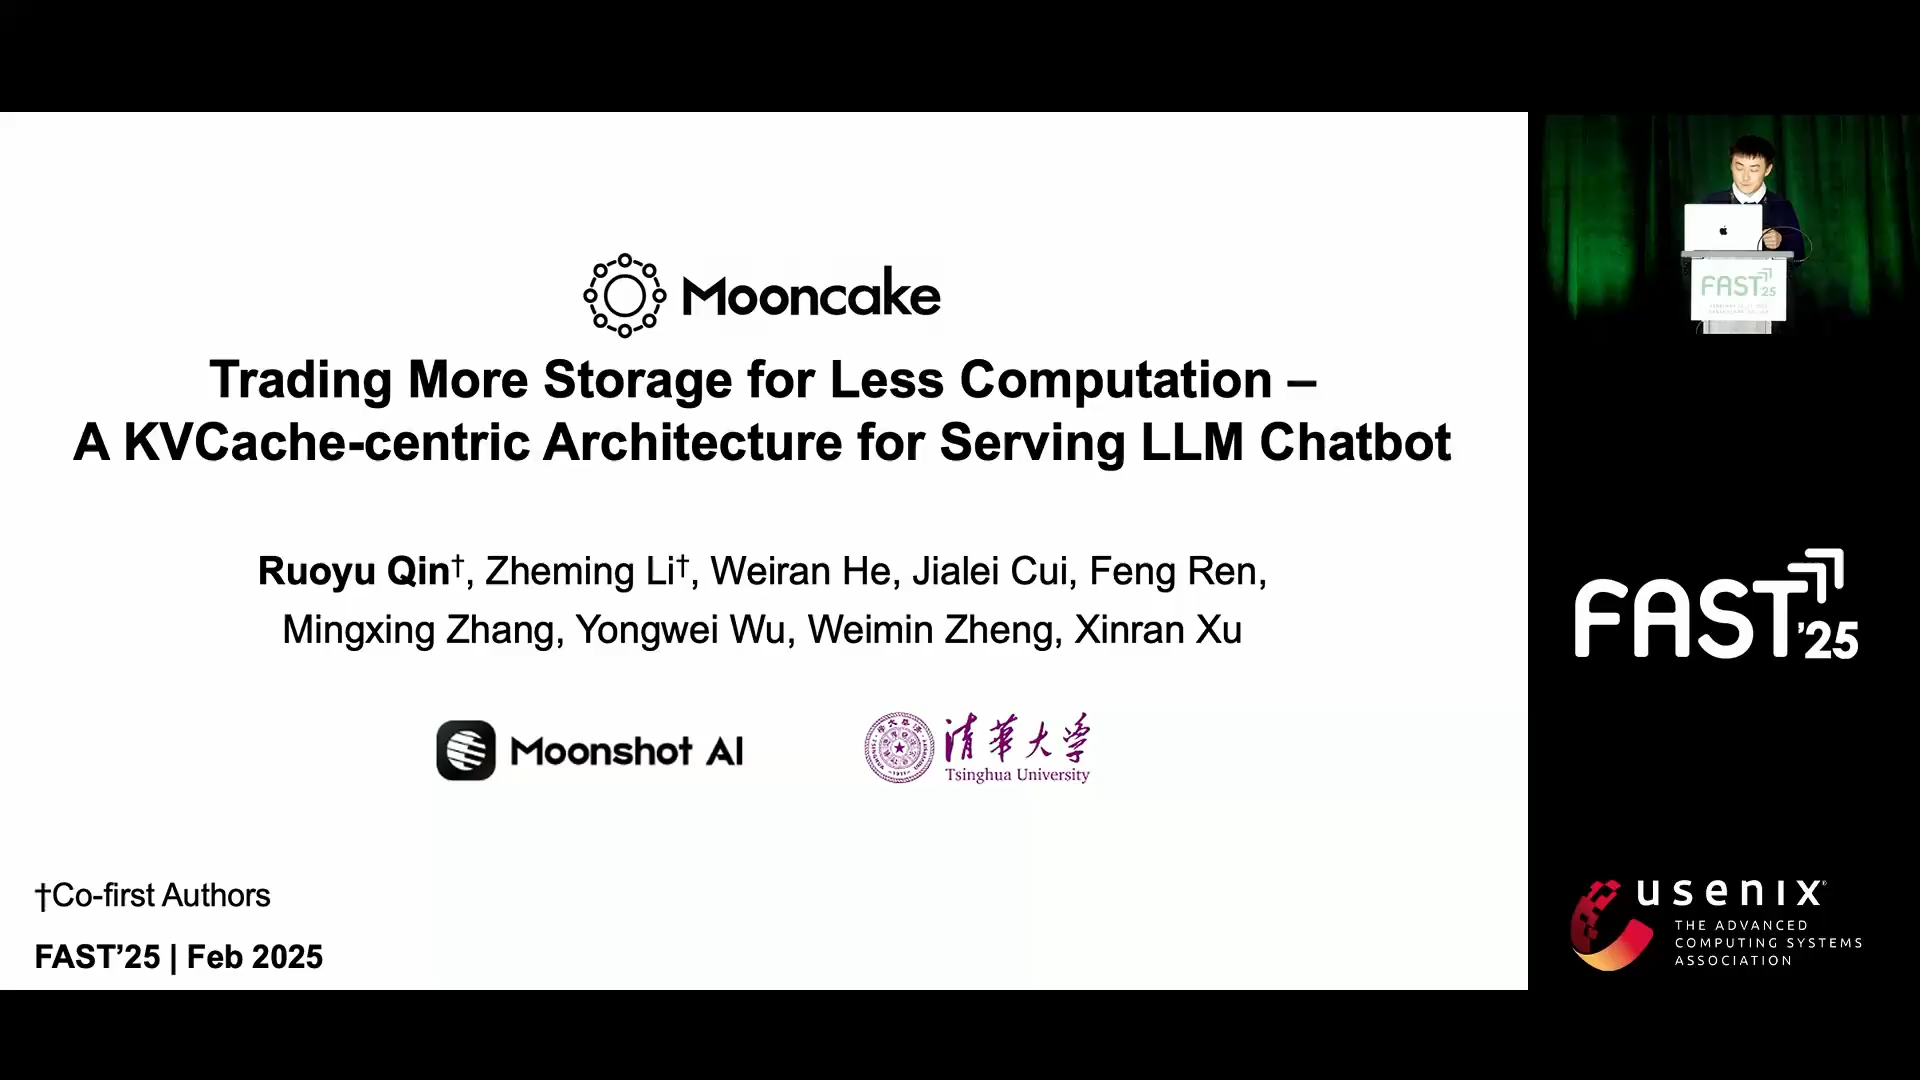 Mooncake
Trading More Storage for Less Computation –
A KVCache-centric Architecture for Serving LLM Chatbot
Ruoyu Qin†, Zheming Li†, Weiran He, Jialei Cui, Feng Ren,
Mingxing Zhang, Yongwei Wu, Weimin Zheng, Xinran Xu
Moonshot AI
清華大学
Tsinghua University
†Co-first Authors
FAST’25 | Feb 2025
FAST'25
FAST'25
usenix
THE ADVANCED
COMPUTING SYSTEMS
ASSOCIATION